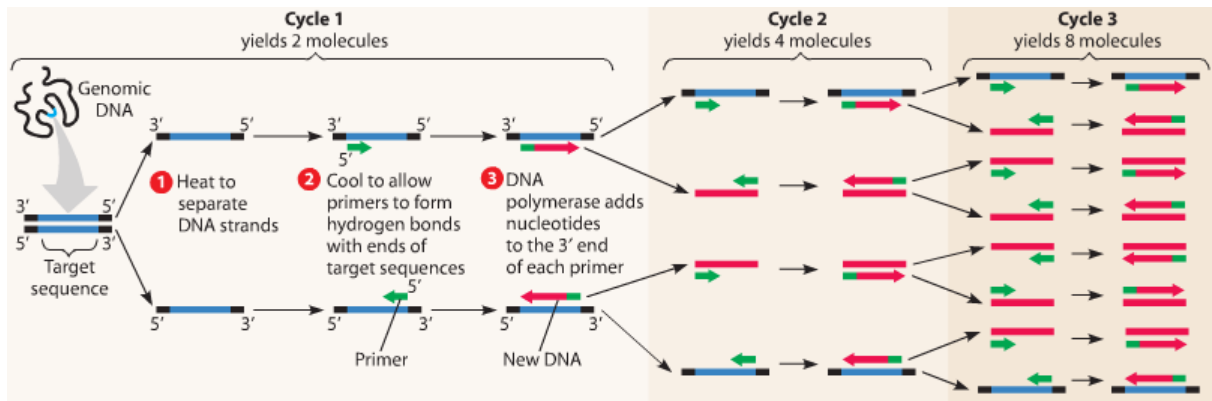 Cycle 1
yields 2 molecules
Cycle 2
yields 4 molecules
Cycle 3
yields 8 molecules
Genomic
DNA
3′
5′
3′
5′
3′
5′
5′
1 Heat to
separate
DNA strands
2 Cool to allow
primers to form
hydrogen bonds
with ends of
target sequences
3 DNA
polymerase adds
nucleotides
to the 3′ end
of each primer
3′
5′
5′
3′
Target
sequence
5′
5′
3′
5′
3′
5′
3′
Primer
New DNA